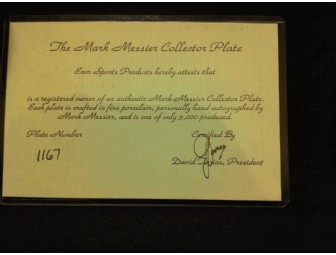 The Mark Messier Collector Plate
Sports Products hereby attests that
is a registered owner of an authentic Mark Messier Collector Plate.
Each plate is crafted in fine porcelain, personally hand autographed by
Mark Messier, and is one of only 5,000 produced.
Plate Number
Certified By
1167
David President